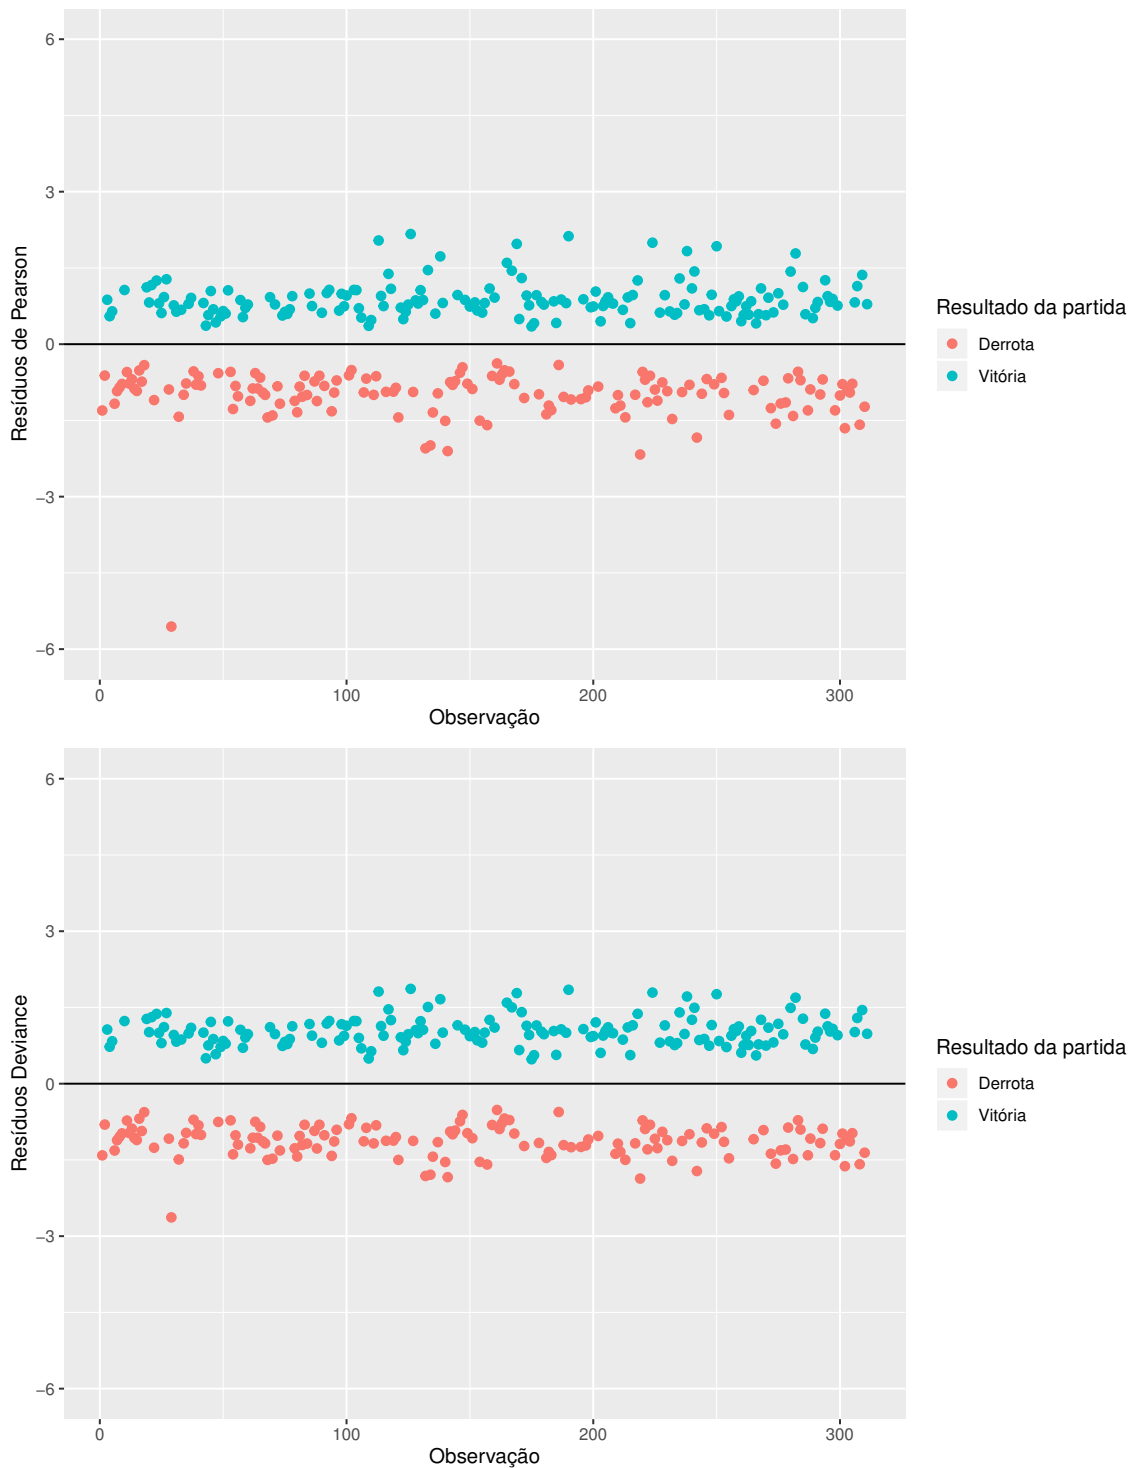 6
3
0
−3
−6
Resíduos de Pearson
0
100
200
300
Observação
Resultado da partida
Derrota
Vitória
6
3
0
−3
−6
Resíduos Deviance
0
100
200
300
Observação
Resultado da partida
Derrota
Vitória